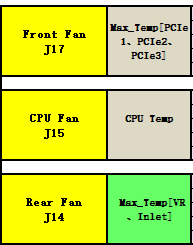 Front Fan
J17
Max_Temp[PCIe
1、PCIe2、
PCIe3]
CPU Fan
J15
CPU Temp
Rear Fan
J14
Max_Temp[VR
、Inlet]